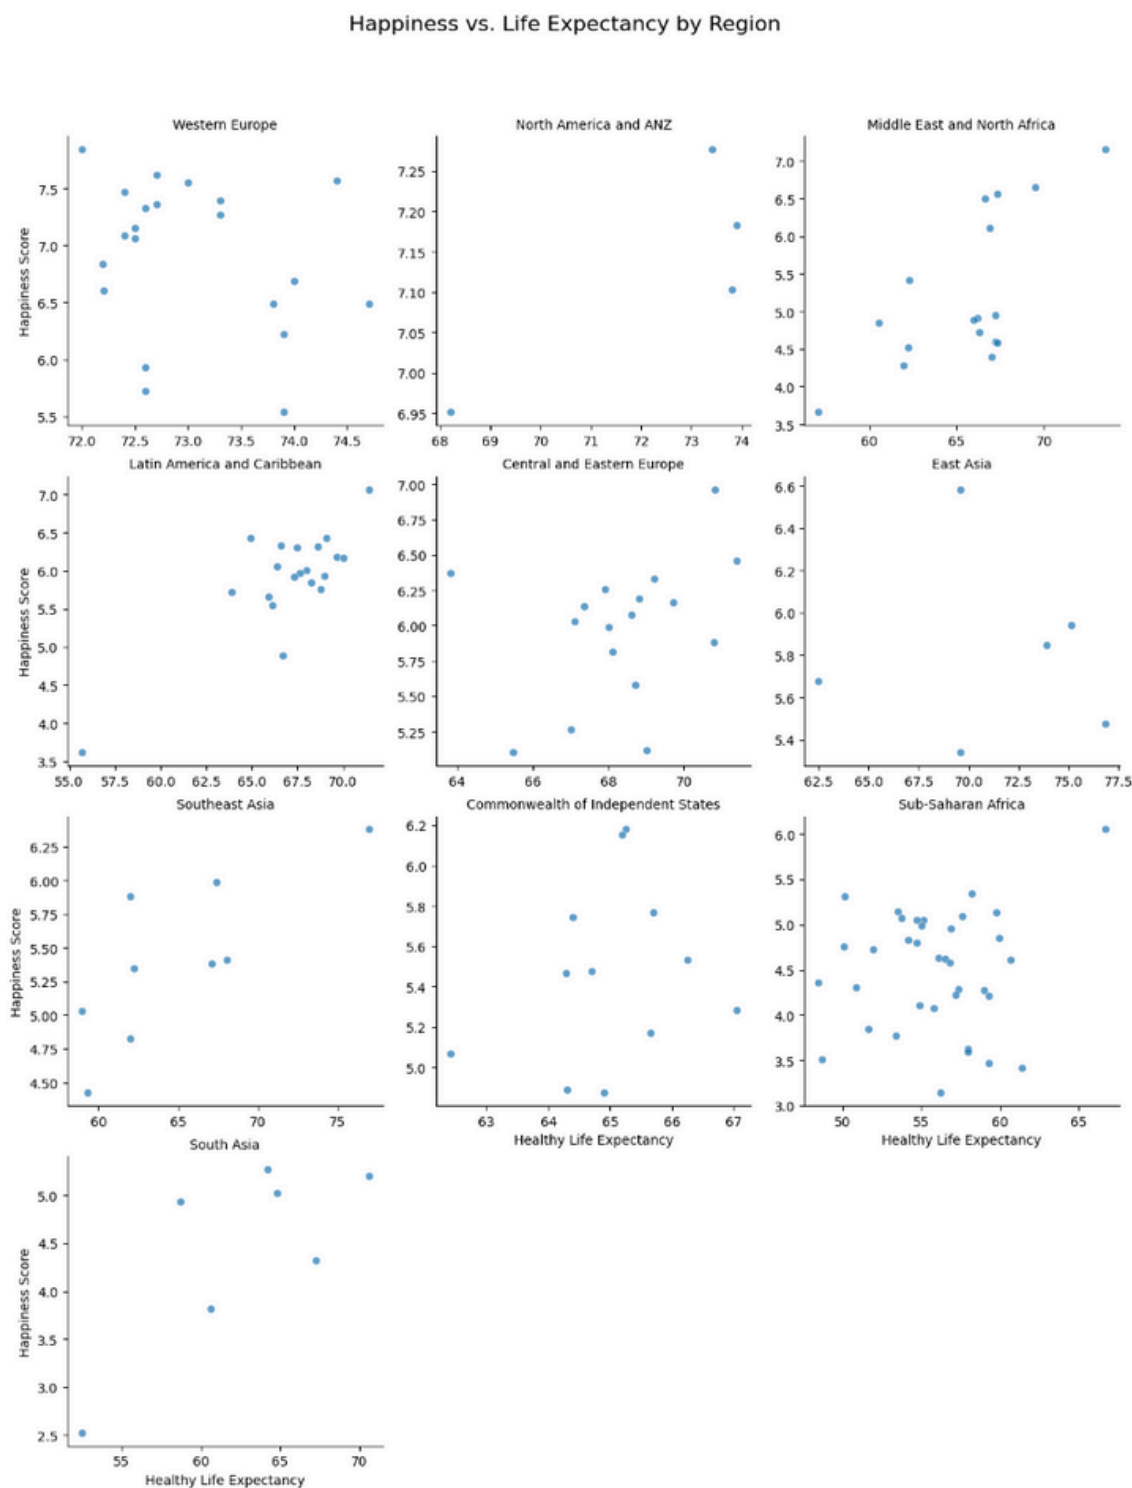 Happiness vs. Life Expectancy by Region
Western Europe
Happiness Score
7.5
7.0
6.5
6.0
5.5
72.0 72.5 73.0 73.5 74.0 74.5
North America and ANZ
7.25
7.20
7.15
7.10
7.05
7.00
6.95
68 69 70 71 72 73 74
Middle East and North Africa
7.0
6.5
6.0
5.5
5.0
4.5
4.0
3.5
60 65 70
Latin America and Caribbean
Happiness Score
7.0
6.5
6.0
5.5
5.0
4.5
4.0
3.5
55.0 57.5 60.0 62.5 65.0 67.5 70.0
Central and Eastern Europe
7.00
6.75
6.50
6.25
6.00
5.75
5.50
5.25
64 66 68 70
East Asia
6.6
6.4
6.2
6.0
5.8
5.6
5.4
62.5 65.0 67.5 70.0 72.5 75.0 77.5
Southeast Asia
Happiness Score
6.25
6.00
5.75
5.50
5.25
5.00
4.75
4.50
60 65 70 75
Commonwealth of Independent States
6.2
6.0
5.8
5.6
5.4
5.2
5.0
63 64 65 66 67
Healthy Life Expectancy
Sub-Saharan Africa
6.0
5.5
5.0
4.5
4.0
3.5
3.0
50 55 60 65
Healthy Life Expectancy
South Asia
Happiness Score
5.0
4.5
4.0
3.5
3.0
2.5
55 60 65 70
Healthy Life Expectancy